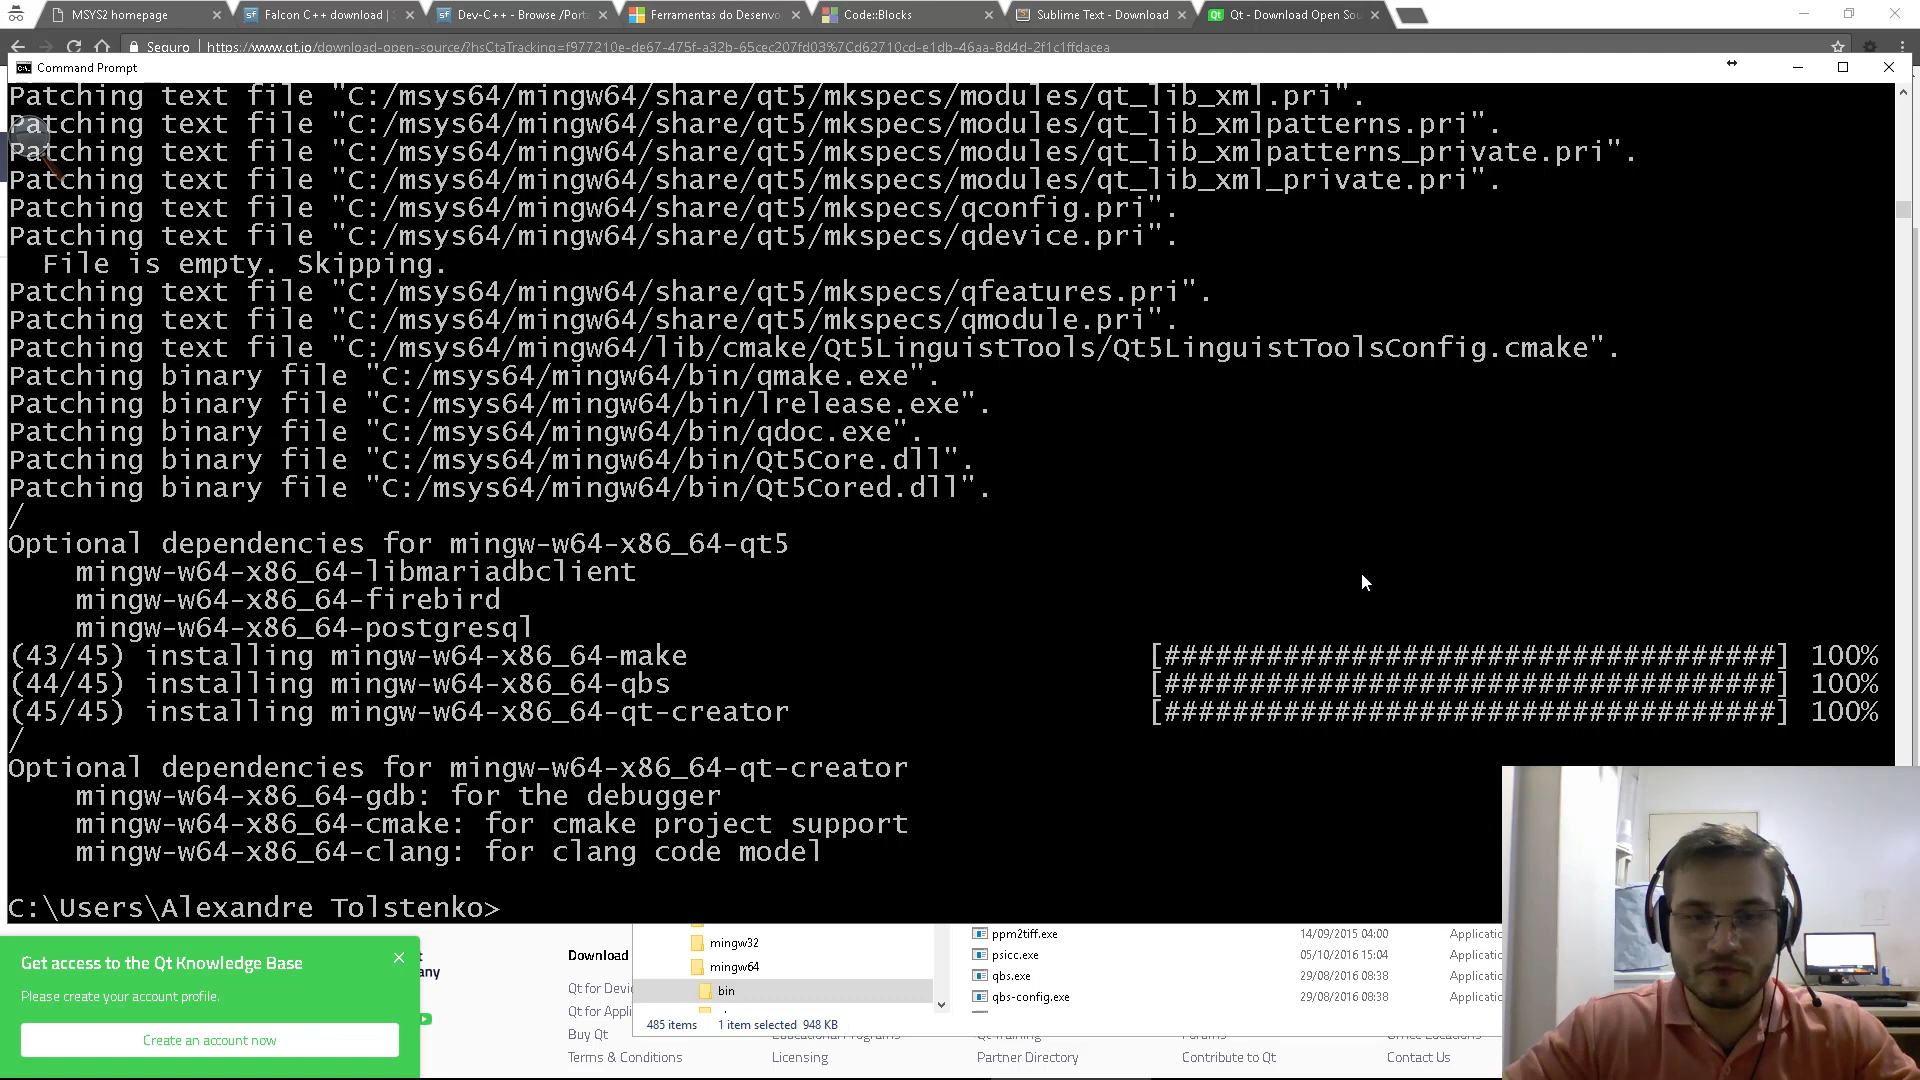 MSYS2 homepage
Falcon C++ download |
Dev-C++ - Browse /Port
Ferramentas do Desenvo
Code::Blocks
Sublime Text - Download
Qt - Download Open Sou
Seguro
https://www.qt.io/download-open-source/?hsCtaTracking=f977210e-de67-475f-a32b-65cec207fd03%7Cd62710cd-e1db-46aa-8d4d-2f1c1ffdacea
Command Prompt
Patching text file "C:/msys64/mingw64/share/qt5/mkspecs/modules/qt_lib_xml.pri".
Patching text file "C:/msys64/mingw64/share/qt5/mkspecs/modules/qt_lib_xmlpatterns.pri".
Patching text file "C:/msys64/mingw64/share/qt5/mkspecs/modules/qt_lib_xmlpatterns_private.pri".
Patching text file "C:/msys64/mingw64/share/qt5/mkspecs/modules/qt_lib_xml_private.pri".
Patching text file "C:/msys64/mingw64/share/qt5/mkspecs/qconfig.pri".
Patching text file "C:/msys64/mingw64/share/qt5/mkspecs/qdevice.pri".
File is empty. Skipping.
Patching text file "C:/msys64/mingw64/share/qt5/mkspecs/qfeatures.pri".
Patching text file "C:/msys64/mingw64/share/qt5/mkspecs/qmodule.pri".
Patching text file "C:/msys64/mingw64/lib/cmake/Qt5LinguistTools/Qt5LinguistToolsConfig.cmake".
Patching binary file "C:/msys64/mingw64/bin/qmake.exe".
Patching binary file "C:/msys64/mingw64/bin/lrelease.exe".
Patching binary file "C:/msys64/mingw64/bin/qdoc.exe".
Patching binary file "C:/msys64/mingw64/bin/Qt5Core.dll".
Patching binary file "C:/msys64/mingw64/bin/Qt5Cored.dll".
/
Optional dependencies for mingw-w64-x86_64-qt5
mingw-w64-x86_64-libmariadbclient
mingw-w64-x86_64-firebird
mingw-w64-x86_64-postgresql
(43/45) installing mingw-w64-x86_64-make [####################################] 100%
(44/45) installing mingw-w64-x86_64-qbs [####################################] 100%
(45/45) installing mingw-w64-x86_64-qt-creator [####################################] 100%
/
Optional dependencies for mingw-w64-x86_64-qt-creator
mingw-w64-x86_64-gdb: for the debugger
mingw-w64-x86_64-cmake: for cmake project support
mingw-w64-x86_64-clang: for clang code model
C:\Users\Alexandre Tolstenko>
Get access to the Qt Knowledge Base
Please create your account profile.
Create an account now
Download
Qt for Devi
Qt for Appli
Buy Qt
Terms & Conditions
Licensing
Partner Directory
Contribute to Qt
Contact Us
mingw32
mingw64
bin
485 items 1 item selected 948 KB
ppm2tiff.exe 14/09/2015 04:00 Applicatio
psicc.exe 05/10/2016 15:04 Applicatio
qbs.exe 29/08/2016 08:38 Applicatio
qbs-config.exe 29/08/2016 08:38 Applicatio